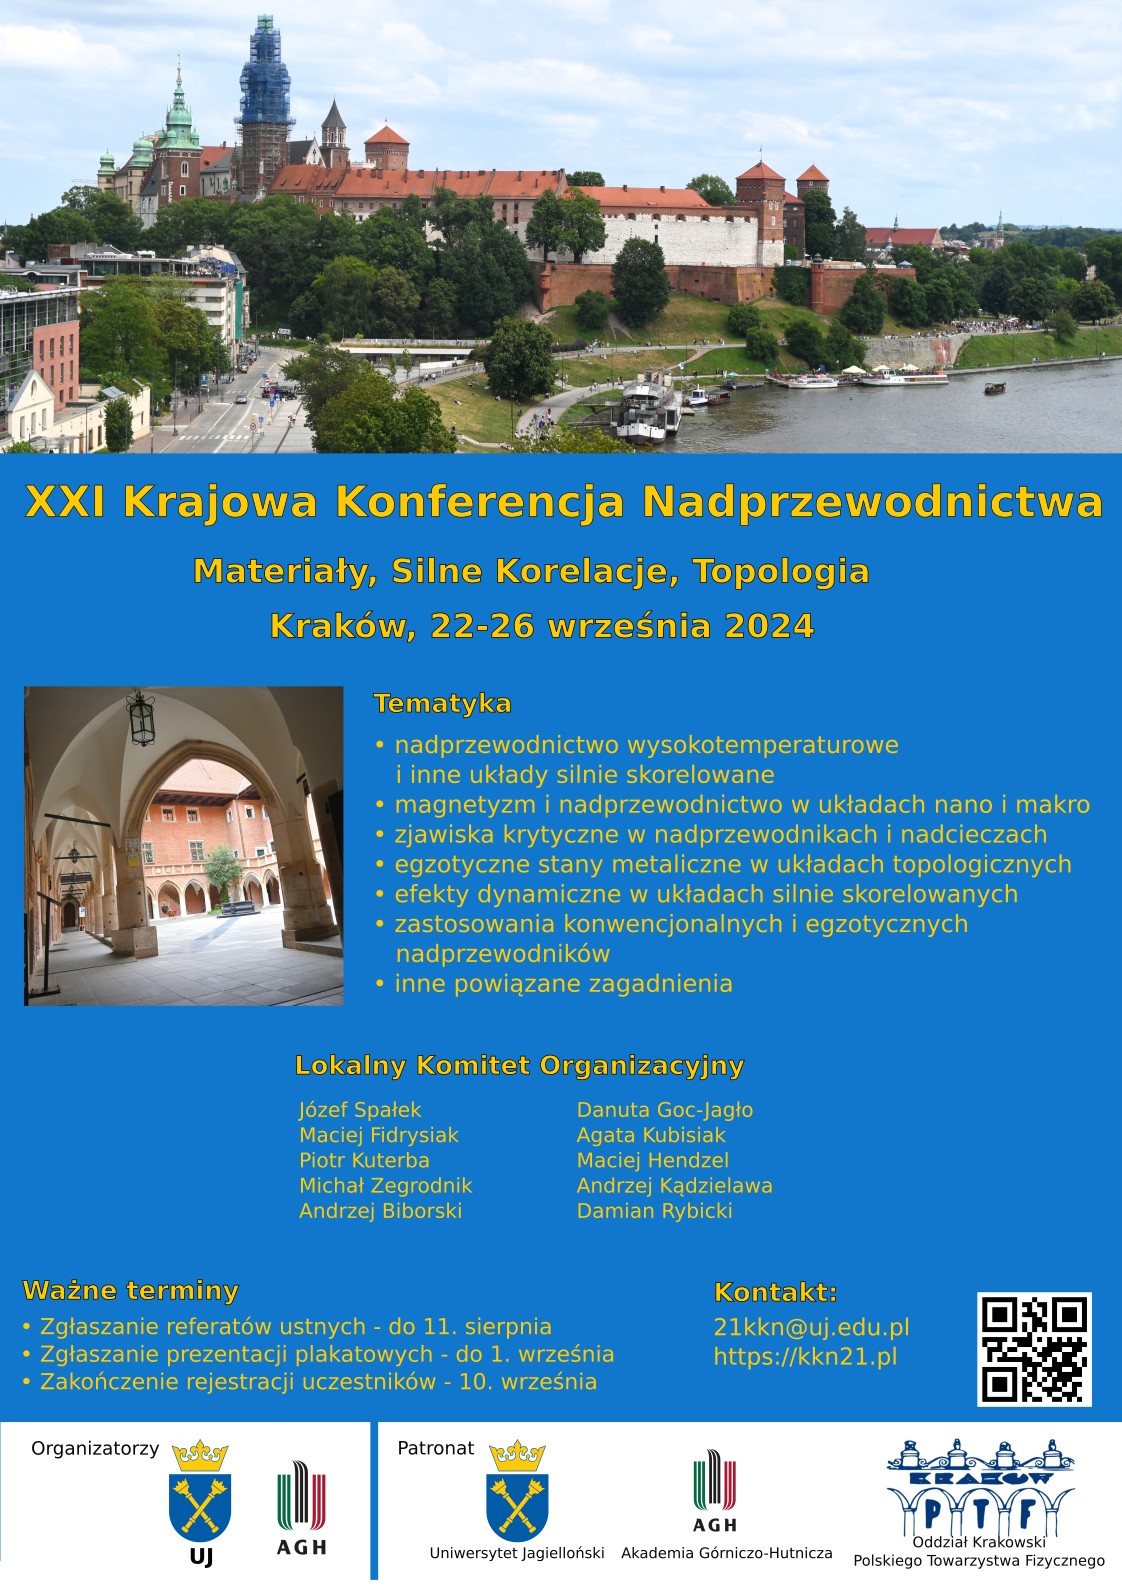 XXI Krajowa Konferencja Nadprzewodnictwa
Materiały, Silne Korelacje, Topologia
Kraków, 22-26 września 2024
Tematyka
• nadprzewodnictwo wysokotemperaturowe
i inne układy silnie skorelowane
• magnetyzm i nadprzewodnictwo w układach nano i makro
• zjawiska krytyczne w nadprzewodnikach i nadcieczach
• egzotyczne stany metaliczne w układach topologicznych
• efekty dynamiczne w układach silnie skorelowanych
• zastosowania konwencjonalnych i egzotycznych
nadprzewodników
• inne powiązane zagadnienia
Lokalny Komitet Organizacyjny
Józef Spałek
Maciej Fidrysiak
Piotr Kuterba
Michał Zegrodnik
Andrzej Biborski
Danuta Goc-Jagło
Agata Kubisiak
Maciej Hendzel
Andrzej Kądzielawa
Damian Rybicki
Ważne terminy
• Zgłaszanie referatów ustnych - do 11. sierpnia
• Zgłaszanie prezentacji plakatowych - do 1. września
• Zakończenie rejestracji uczestników - 10. września
Kontakt:
21kkn@uj.edu.pl
https://kkn21.pl
Organizatorzy
UJ
AGH
Patronat
Uniwersytet Jagielloński
AGH
Akademia Górniczo-Hutnicza
KRAKÓW
PTF
Oddział Krakowski
Polskiego Towarzystwa Fizycznego